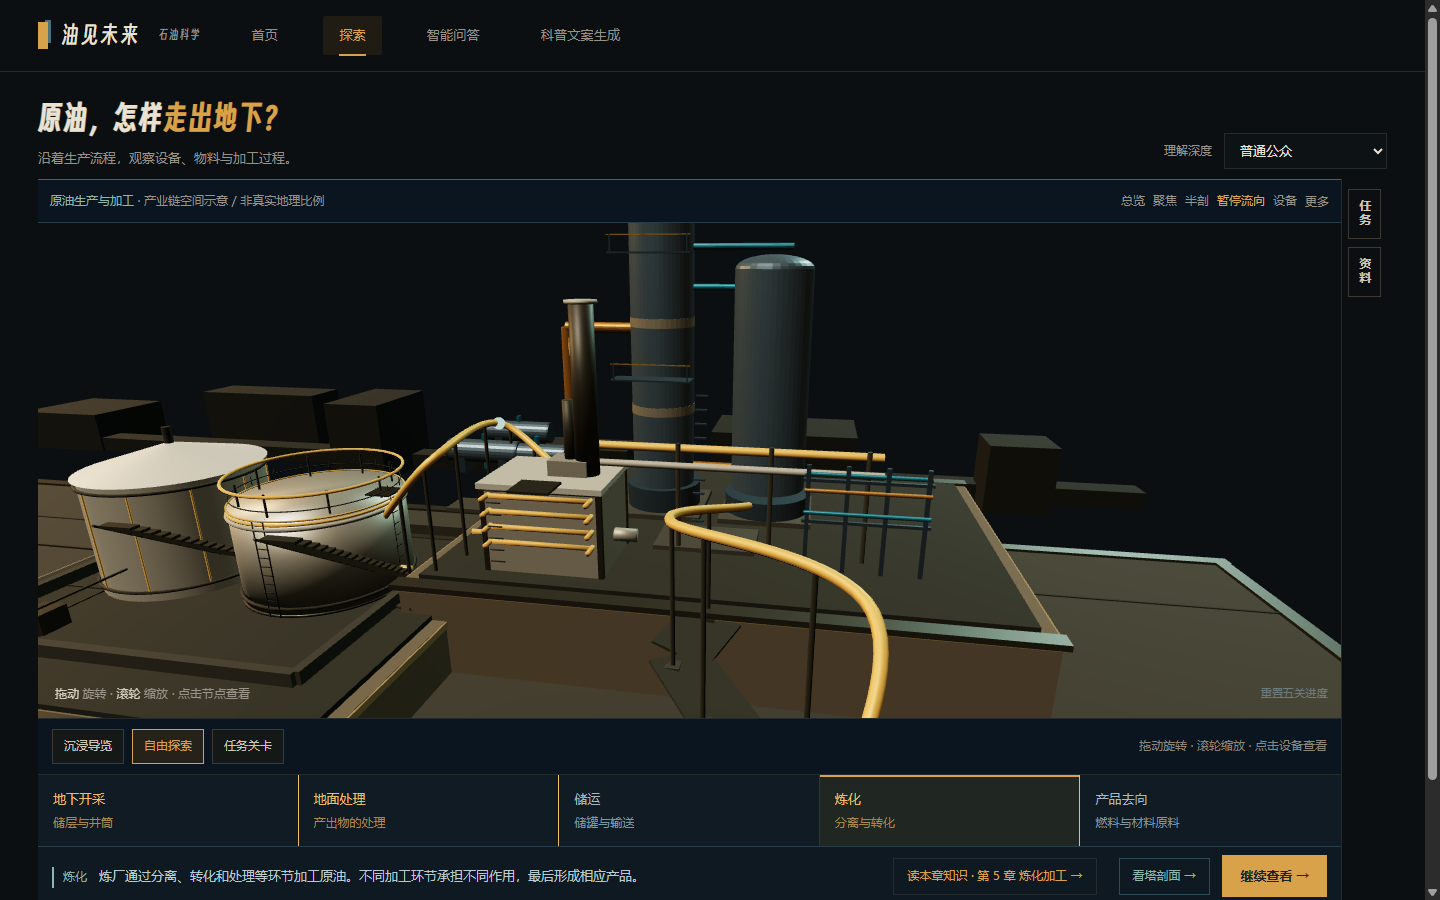 油见未来 石油科学 首页 探索 智能问答 科普文案生成
原油，怎样走出地下？
沿着生产流程，观察设备、物料与加工过程。
理解深度 普通公众
原油生产与加工 · 产业链空间示意 / 非真实地理比例
总览 聚焦 半剖 暂停流向 设备 更多
任务
资料
拖动 旋转 · 滚轮 缩放 · 点击节点查看
重置五关进度
沉浸导览 自由探索 任务关卡
拖动旋转 · 滚轮缩放 · 点击设备查看
地下开采
储层与井筒
地面处理
产出物的处理
储运
储罐与输送
炼化
分离与转化
产品去向
燃料与材料原料
炼化 炼厂通过分离、转化和处理等环节加工原油。不同加工环节承担不同作用，最后形成相应产品。
读本章知识 · 第 5 章 炼化加工 →
看塔剖面 →
继续查看 →